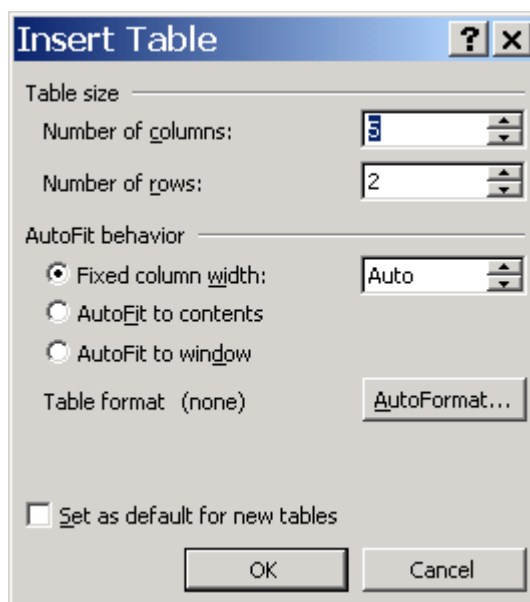 Insert Table ? ×
Table size
Number of columns: 5
Number of rows: 2
AutoFit behavior
Fixed column width: Auto
AutoFit to contents
AutoFit to window
Table format (none) AutoFormat...
Set as default for new tables
OK Cancel